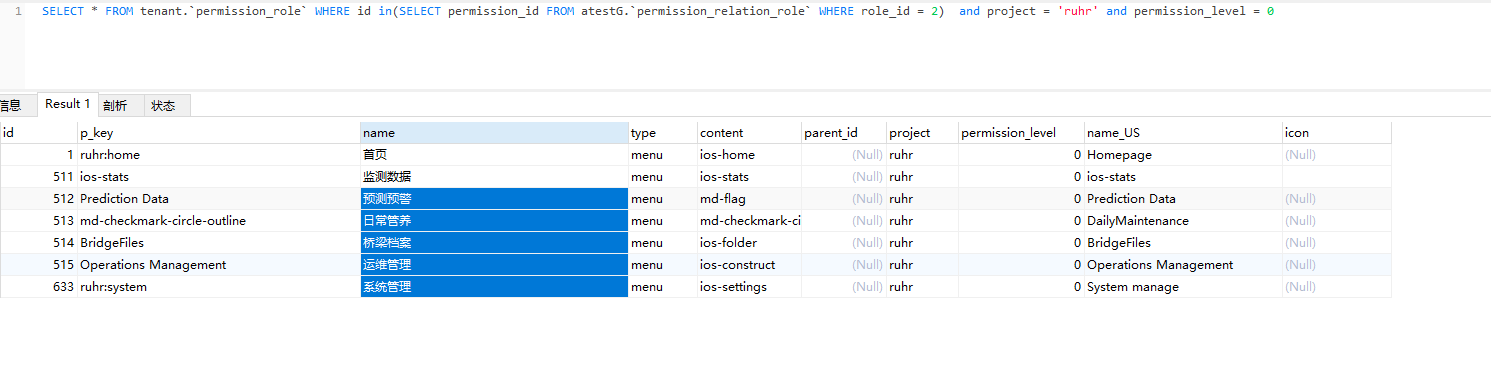 1 SELECT * FROM tenant.`permission_role` WHERE id in(SELECT permission_id FROM atestG.`permission_relation_role` WHERE role_id = 2)  and project = 'ruhr' and permission_level = 0
信息 Result 1 剖析 状态
id p_key name type content parent_id project permission_level name_US icon
1 ruhr:home 首页 menu ios-home (Null) ruhr 0 Homepage (Null)
511 ios-stats 监测数据 menu ios-stats (Null) ruhr 0 ios-stats
512 Prediction Data 预测预警 menu md-flag (Null) ruhr 0 Prediction Data (Null)
513 md-checkmark-circle-outline 日常管养 menu md-checkmark-ci (Null) ruhr 0 DailyMaintenance (Null)
514 BridgeFiles 桥梁档案 menu ios-folder (Null) ruhr 0 BridgeFiles (Null)
515 Operations Management 运维管理 menu ios-construct (Null) ruhr 0 Operations Management (Null)
633 ruhr:system 系统管理 menu ios-settings (Null) ruhr 0 System manage (Null)